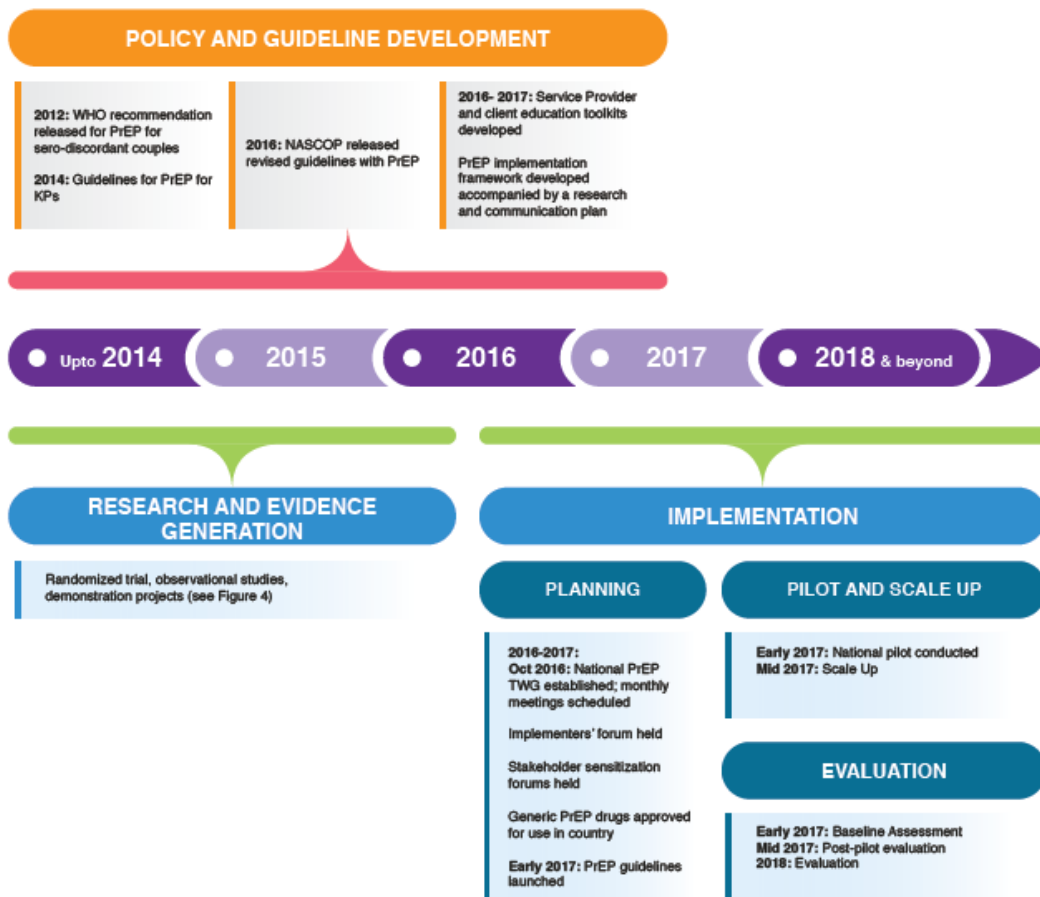 POLICY AND GUIDELINE DEVELOPMENT
2012: WHO recommendation
released for PrEP for
sero-discordant couples
2014: Guidelines for PrEP for
KPs
2016: NASCOP released
revised guidelines with PrEP
2016- 2017: Service Provider
and client education toolkits
developed
PrEP implementation
framework developed
accompanied by a research
and communication plan
Upto 2014
2015
2016
2017
2018 & beyond
RESEARCH AND EVIDENCE
GENERATION
Randomized trial, observational studies,
demonstration projects (see Figure 4)
IMPLEMENTATION
PLANNING
2016-2017:
Oct 2016: National PrEP
TWG established; monthly
meetings scheduled
Implementers' forum held
Stakeholder sensitization
forums held
Generic PrEP drugs approved
for use in country
Early 2017: PrEP guidelines
launched
PILOT AND SCALE UP
Early 2017: National pilot conducted
Mid 2017: Scale Up
EVALUATION
Early 2017: Baseline Assessment
Mid 2017: Post-pilot evaluation
2018: Evaluation